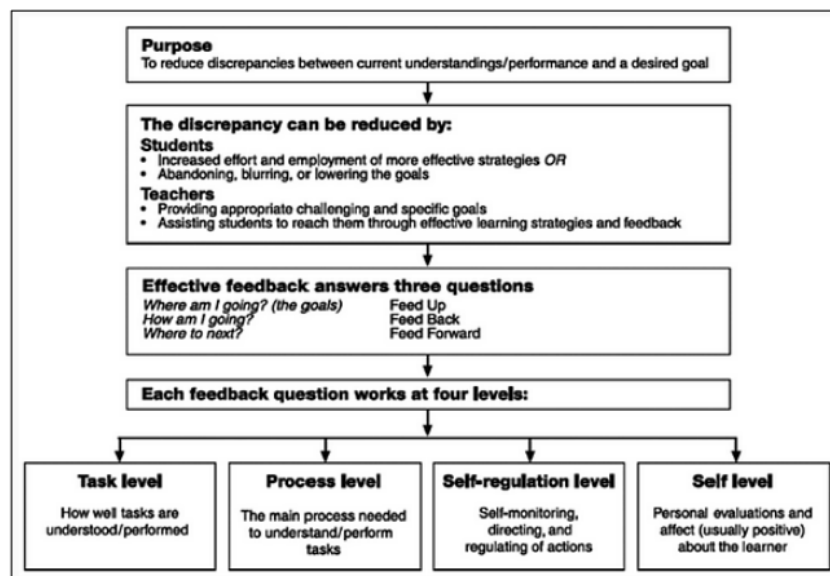 Purpose
To reduce discrepancies between current understandings/performance and a desired goal
The discrepancy can be reduced by:
Students
• Increased effort and employment of more effective strategies OR
• Abandoning, blurring, or lowering the goals
Teachers
• Providing appropriate challenging and specific goals
• Assisting students to reach them through effective learning strategies and feedback
Effective feedback answers three questions
Where am I going? (the goals) Feed Up
How am I going? Feed Back
Where to next? Feed Forward
Each feedback question works at four levels:
Task level
How well tasks are
understood/performed
Process level
The main process needed
to understand/perform
tasks
Self-regulation level
Self-monitoring,
directing, and
regulating of actions
Self level
Personal evaluations and
affect (usually positive)
about the learner